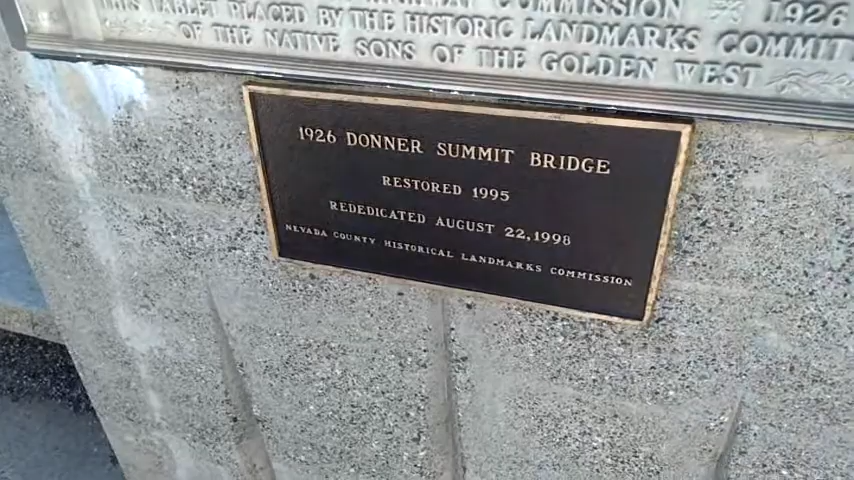 COMMISSION
1926
THIS TABLET PLACED BY THE HISTORIC LANDMARKS COMMITT
OF THE NATIVE SONS OF THE GOLDEN WEST
1926 DONNER SUMMIT BRIDGE
RESTORED 1995
REDEDICATED AUGUST 22, 1998
NEVADA COUNTY HISTORICAL LANDMARKS COMMISSION